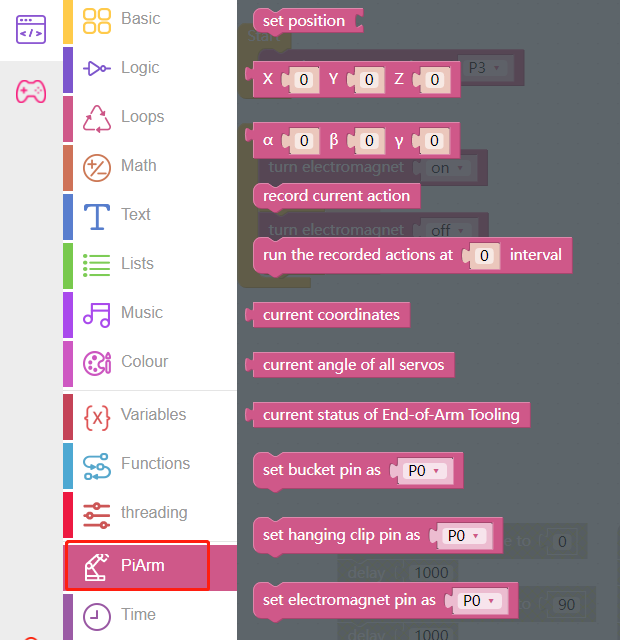 Basic
Logic
Loops
Math
Text
Lists
Music
Colour
Variables
Functions
threading
PiArm
Time
set position
Start
P3
X 0 Y 0 Z 0
α 0 β 0 γ 0
turn electromagnet on
record current action
turn electromagnet off
run the recorded actions at 0 interval
current coordinates
current angle of all servos
current status of End-of-Arm Tooling
set bucket pin as P0
set hanging clip pin as P0
to 0
delay 1000
set electromagnet pin as P0
to 90
delay 1000